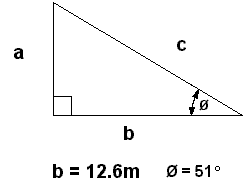 a
c
ø
b
b = 12.6m Ø = 51°